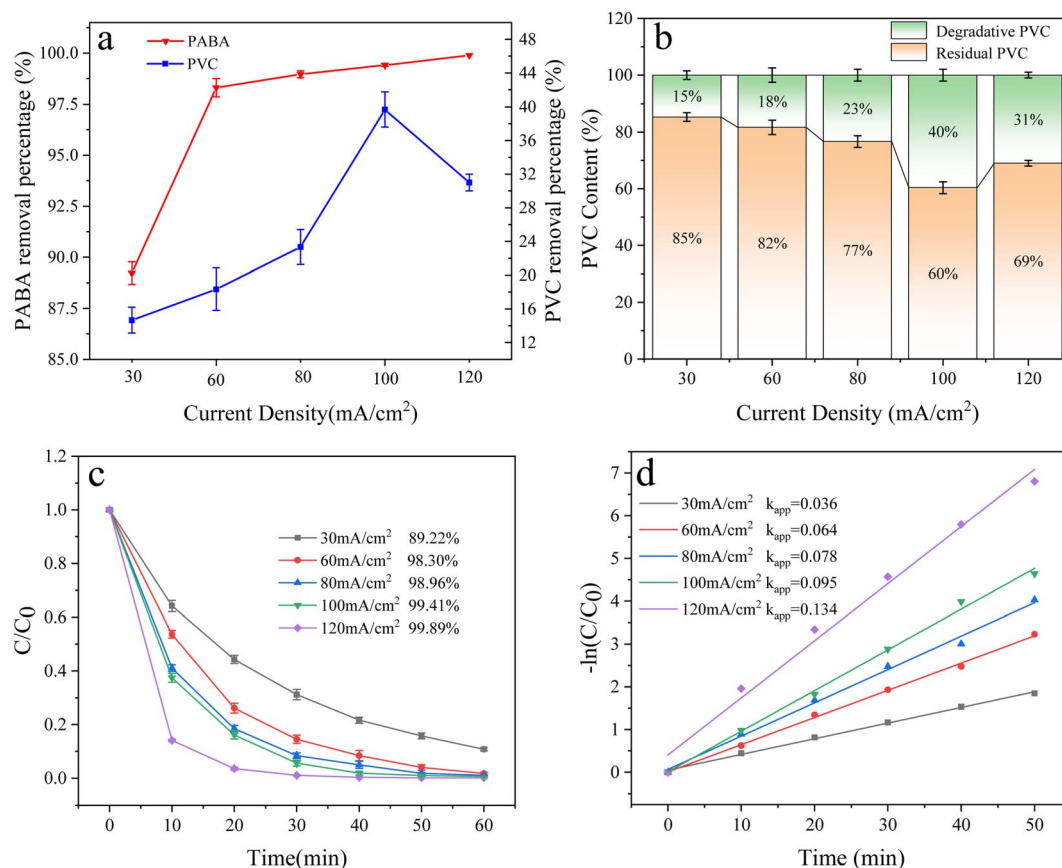 a
PABA
PVC
PABA removal percentage (%)
100.0
97.5
95.0
92.5
90.0
87.5
85.0
PVC removal percentage (%)
48
44
40
36
32
28
24
20
16
12
30 60 80 100 120
Current Density(mA/cm²)
b
Degradative PVC
Residual PVC
PVC Content (%)
120
100
80
60
40
20
0
15% 18% 23% 40% 31%
85% 82% 77% 60% 69%
30 60 80 100 120
Current Density (mA/cm²)
c
C/C₀
1.2
1.0
0.8
0.6
0.4
0.2
0.0
30mA/cm² 89.22%
60mA/cm² 98.30%
80mA/cm² 98.96%
100mA/cm² 99.41%
120mA/cm² 99.89%
0 10 20 30 40 50 60
Time(min)
d
-ln(C/C₀)
7
6
5
4
3
2
1
0
30mA/cm² kapp=0.036
60mA/cm² kapp=0.064
80mA/cm² kapp=0.078
100mA/cm² kapp=0.095
120mA/cm² kapp=0.134
0 10 20 30 40 50
Time (min)